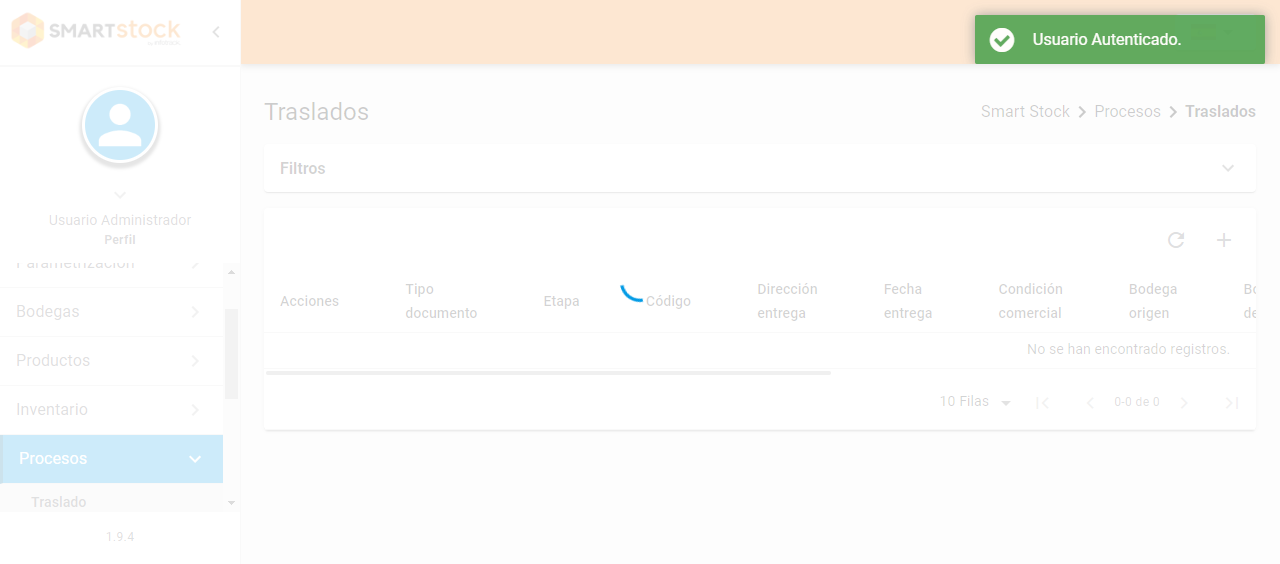 SMARTstock
Usuario Autenticado.
Traslados
Smart Stock > Procesos > Traslados
Filtros
Usuario Administrador
Perfil
Parametrización
Bodegas
Productos
Inventario
Procesos
Traslado
1.9.4
Acciones
Tipo
documento
Etapa
Código
Dirección
entrega
Fecha
entrega
Condición
comercial
Bodega
origen
No se han encontrado registros.
10 Filas
0-0 de 0